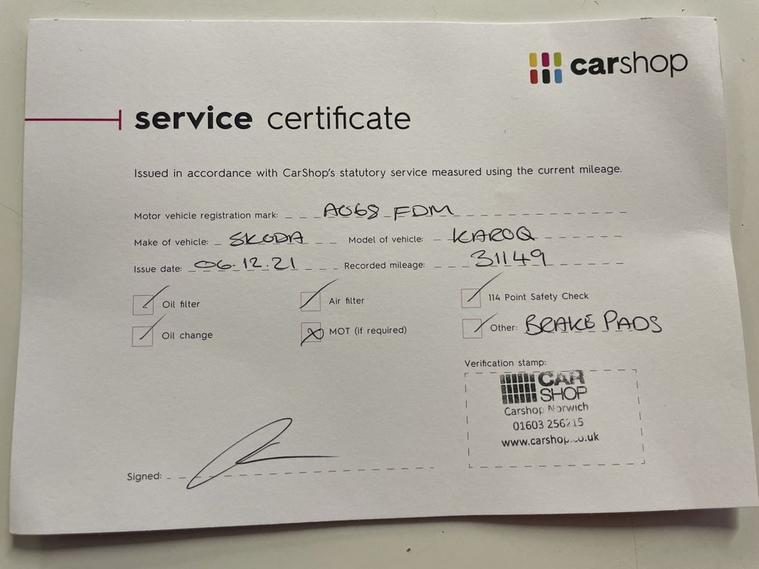 carshop
service certificate
Issued in accordance with CarShop's statutory service measured using the current mileage.
Motor vehicle registration mark: AO68 FDM
Make of vehicle: SKODA Model of vehicle: KAROQ
Issue date: 06.12.21 Recorded mileage: 31149
Oil filter Air filter 114 Point Safety Check
Oil change MOT (if required) Other: BRAKE PADS
Verification stamp:
CAR
SHOP
Carshop Norwich
01603
Signed: